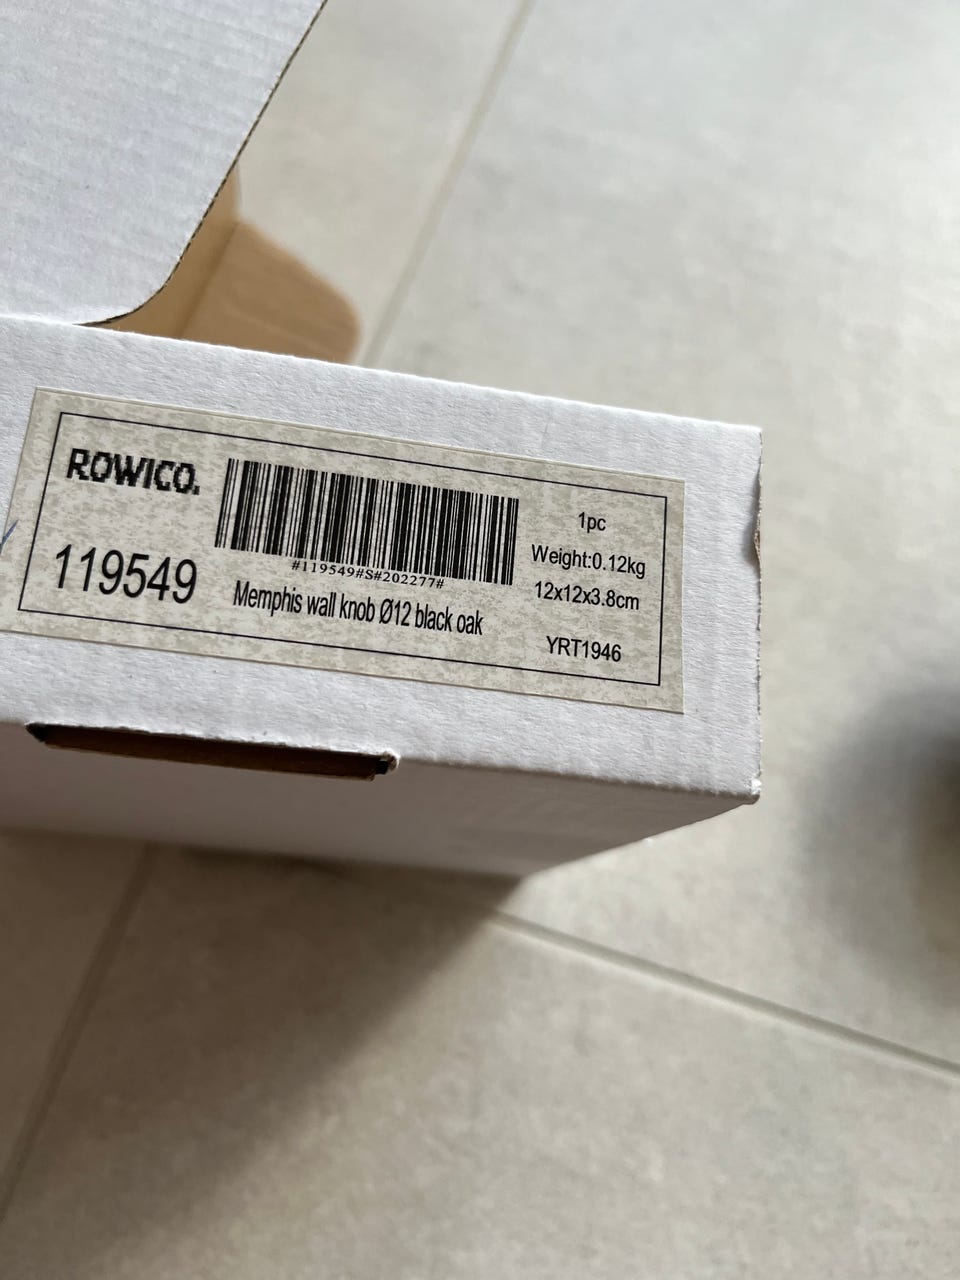 ROWICO.
119549
#119549#S#202277#
Memphis wall knob Ø12 black oak
1pc
Weight:0.12kg
12x12x3.8cm
YRT1946